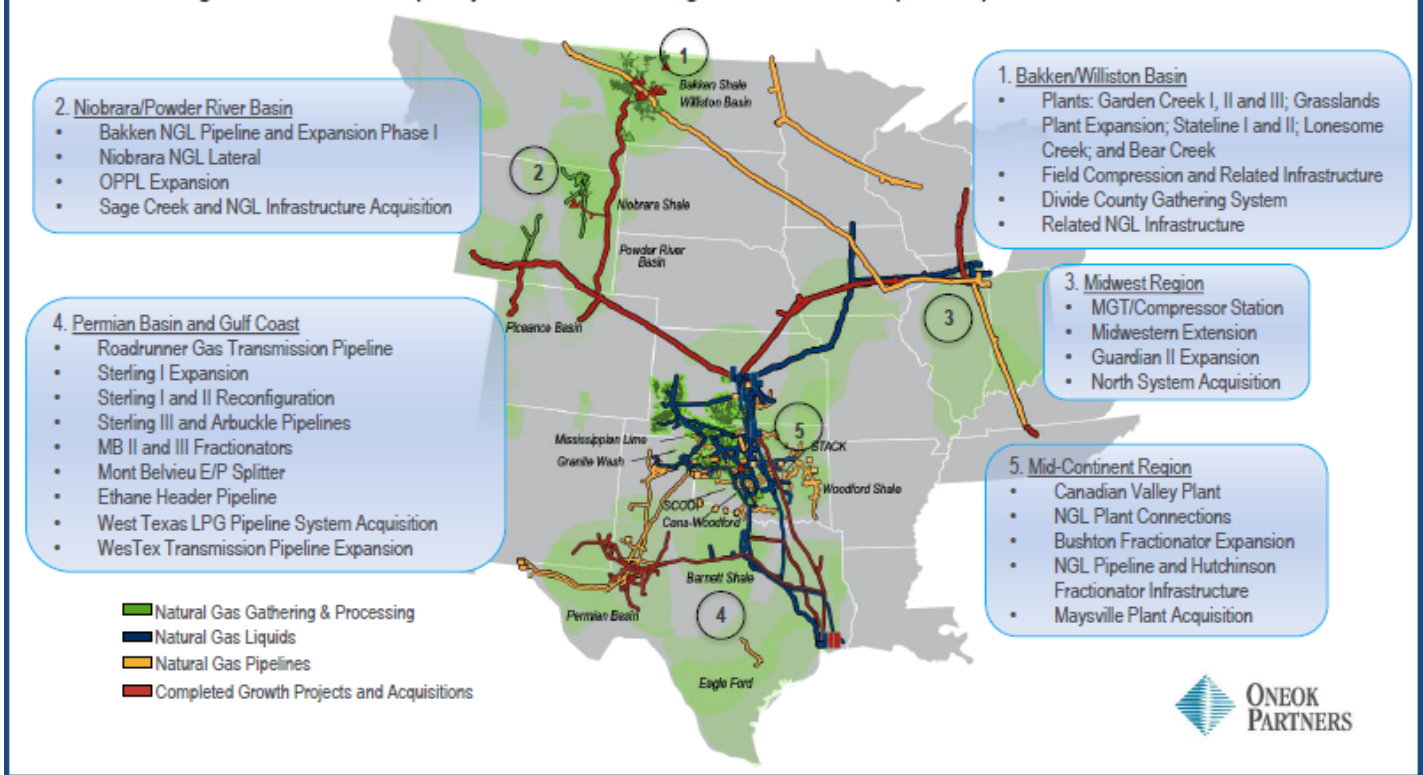 1
Bakken Shale
Williston Basin
2
Niobrara Shale
Powder River
Basin
Piceance Basin
3
Mississippian Lime
Granite Wash
5
STACK
Woodford Shale
SCOOP
Cana-Woodford
Barnett Shale
Permian Basin
4
Eagle Ford
1. Bakken/Williston Basin
• Plants: Garden Creek I, II and III; Grasslands
Plant Expansion; Stateline I and II; Lonesome
Creek; and Bear Creek
• Field Compression and Related Infrastructure
• Divide County Gathering System
• Related NGL Infrastructure
2. Niobrara/Powder River Basin
• Bakken NGL Pipeline and Expansion Phase I
• Niobrara NGL Lateral
• OPPL Expansion
• Sage Creek and NGL Infrastructure Acquisition
3. Midwest Region
• MGT/Compressor Station
• Midwestern Extension
• Guardian II Expansion
• North System Acquisition
4. Permian Basin and Gulf Coast
• Roadrunner Gas Transmission Pipeline
• Sterling I Expansion
• Sterling I and II Reconfiguration
• Sterling III and Arbuckle Pipelines
• MB II and III Fractionators
• Mont Belvieu E/P Splitter
• Ethane Header Pipeline
• West Texas LPG Pipeline System Acquisition
• WesTex Transmission Pipeline Expansion
5. Mid-Continent Region
• Canadian Valley Plant
• NGL Plant Connections
• Bushton Fractionator Expansion
• NGL Pipeline and Hutchinson
Fractionator Infrastructure
• Maysville Plant Acquisition
Natural Gas Gathering & Processing
Natural Gas Liquids
Natural Gas Pipelines
Completed Growth Projects and Acquisitions
ONEOK
PARTNERS